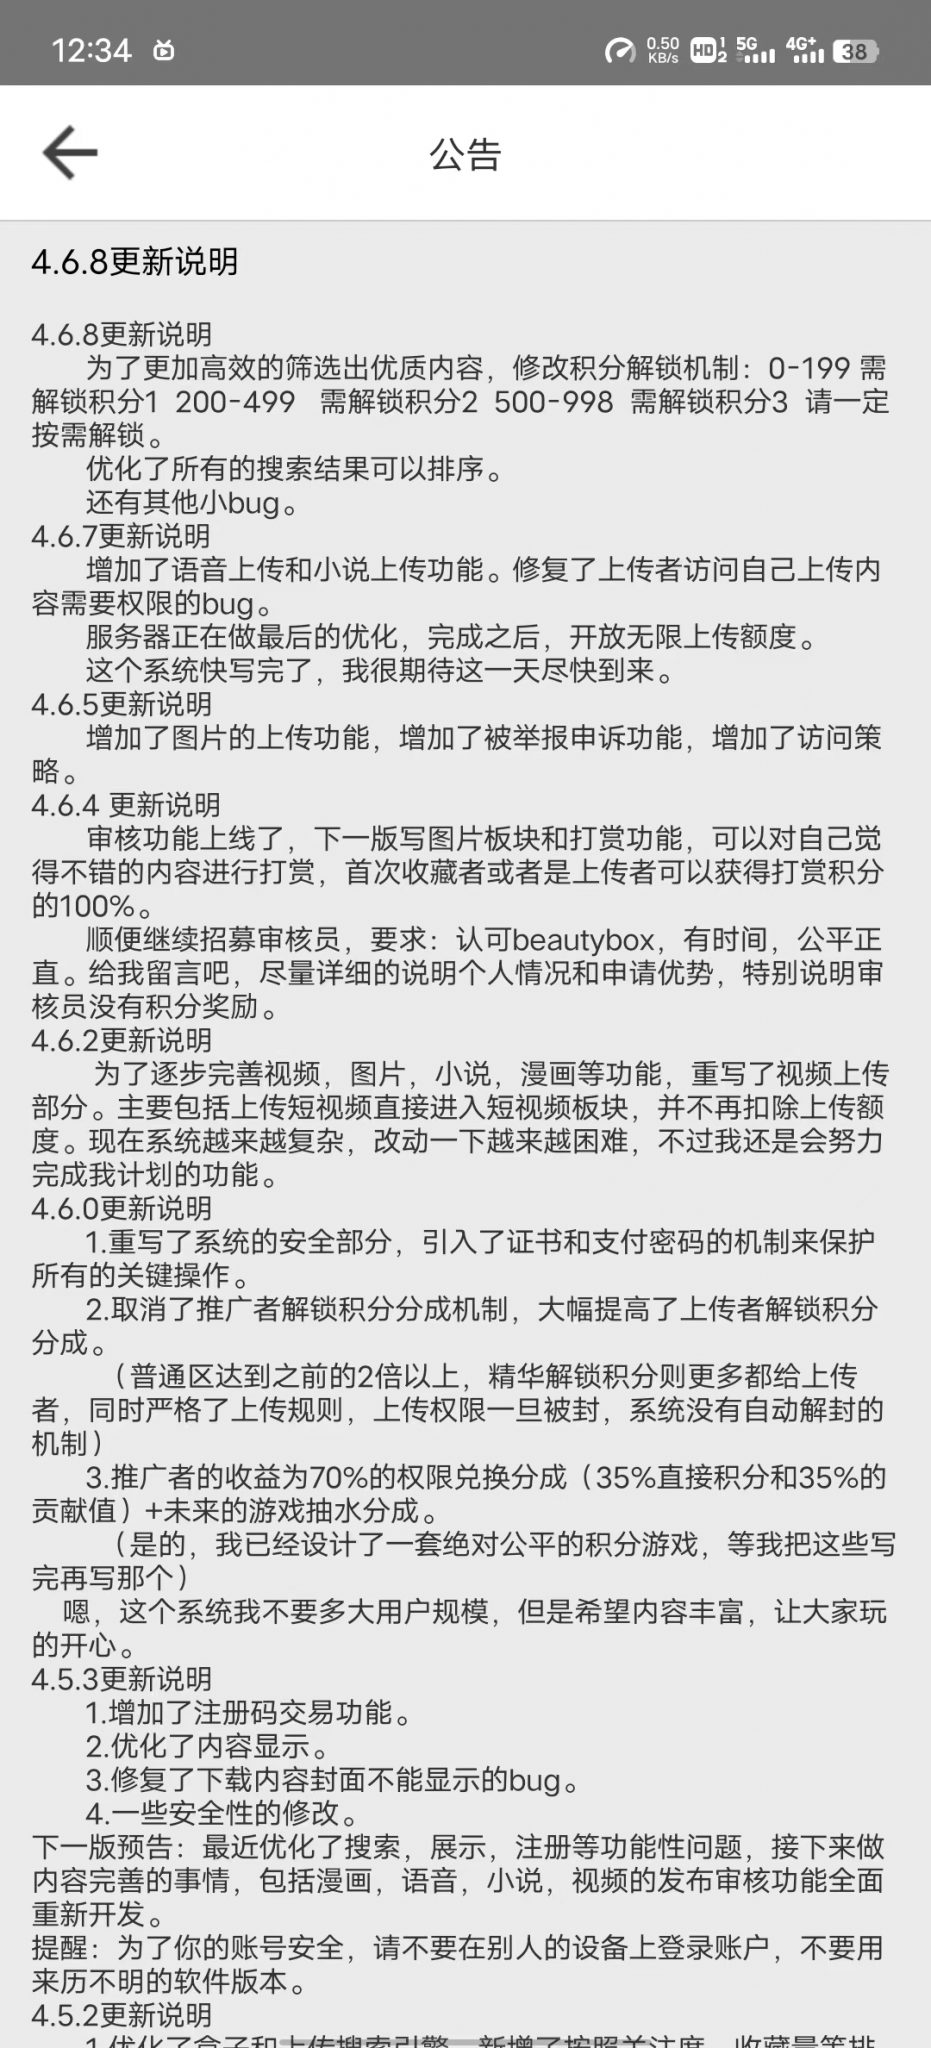 12:34
0.50 KB/s HD 1 2 5G 4G+ 38
公告
4.6.8更新说明
4.6.8更新说明
为了更加高效的筛选出优质内容，修改积分解锁机制：0-199 需
解锁积分1 200-499 需解锁积分2 500-998 需解锁积分3 请一定
按需解锁。
优化了所有的搜索结果可以排序。
还有其他小bug。
4.6.7更新说明
增加了语音上传和小说上传功能。修复了上传者访问自己上传内
容需要权限的bug。
服务器正在做最后的优化，完成之后，开放无限上传额度。
这个系统快写完了，我很期待这一天尽快到来。
4.6.5更新说明
增加了图片的上传功能，增加了被举报申诉功能，增加了访问策
略。
4.6.4 更新说明
审核功能上线了，下一版写图片板块和打赏功能，可以对自己觉
得不错的内容进行打赏，首次收藏者或者是上传者可以获得打赏积分
的100%。
顺便继续招募审核员，要求：认可beautybox，有时间，公平正
直。给我留言吧，尽量详细的说明个人情况和申请优势，特别说明审
核员没有积分奖励。
4.6.2更新说明
为了逐步完善视频，图片，小说，漫画等功能，重写了视频上传
部分。主要包括上传短视频直接进入短视频板块，并不再扣除上传额
度。现在系统越来越复杂，改动一下越来越困难，不过我还是会努力
完成我计划的功能。
4.6.0更新说明
1.重写了系统的安全部分，引入了证书和支付密码的机制来保护
所有的关键操作。
2.取消了推广者解锁积分分成机制，大幅提高了上传者解锁积分
分成。
（普通区达到之前的2倍以上，精华解锁积分则更多都给上传
者，同时严格了上传规则，上传权限一旦被封，系统没有自动解封的
机制）
3.推广者的收益为70%的权限兑换分成（35%直接积分和35%的
贡献值）+未来的游戏抽水分成。
（是的，我已经设计了一套绝对公平的积分游戏，等我把这些写
完再写那个）
嗯，这个系统我不要多大用户规模，但是希望内容丰富，让大家玩
的开心。
4.5.3更新说明
1.增加了注册码交易功能。
2.优化了内容显示。
3.修复了下载内容封面不能显示的bug。
4.一些安全性的修改。
下一版预告：最近优化了搜索，展示，注册等功能性问题，接下来做
内容完善的事情，包括漫画，语音，小说，视频的发布审核功能全面
重新开发。
提醒：为了你的账号安全，请不要在别人的设备上登录账户，不要用
来历不明的软件版本。
4.5.2更新说明
1.优化了盒子和上传搜索引擎，新增了按照关注度，收藏量等排